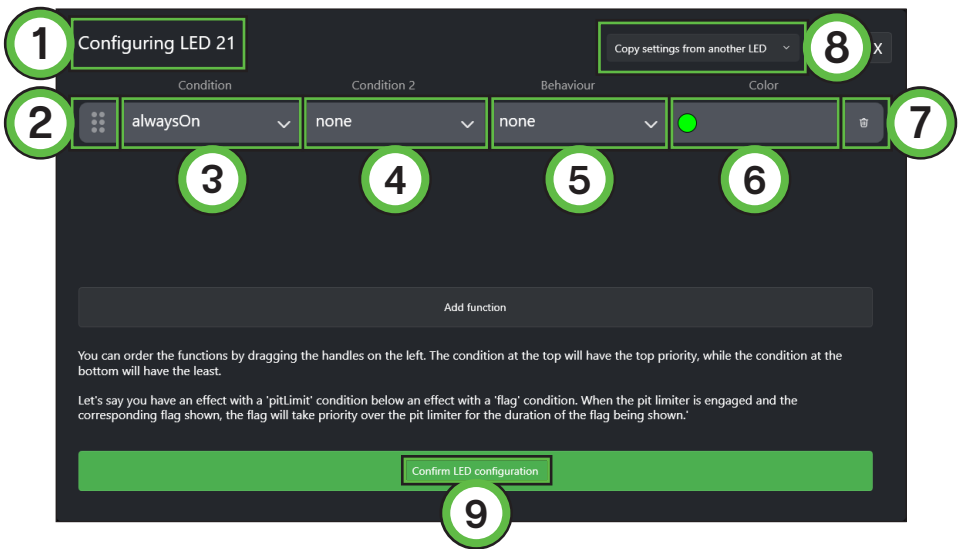 1
Configuring LED 21
Copy settings from another LED
8
X
Condition
Condition 2
Behaviour
Color
2
alwaysOn
none
none
7
3
4
5
6
Add function
You can order the functions by dragging the handles on the left. The condition at the top will have the top priority, while the condition at the
bottom will have the least.
Let's say you have an effect with a 'pitLimit' condition below an effect with a 'flag' condition. When the pit limiter is engaged and the
corresponding flag shown, the flag will take priority over the pit limiter for the duration of the flag being shown.'
Confirm LED configuration
9